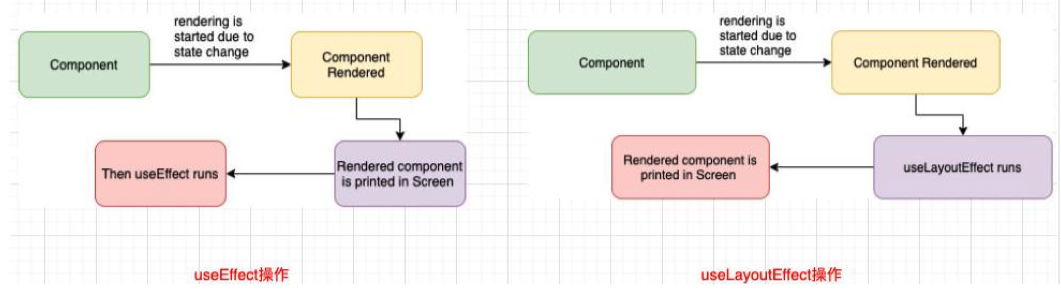 rendering is
started due to
state change
Component
Component
Rendered
Then useEffect runs
Rendered component
is printed in Screen
useEffect操作
rendering is
started due to
state change
Component
Component Rendered
Rendered component is
printed in Screen
useLayoutEffect runs
useLayoutEffect操作